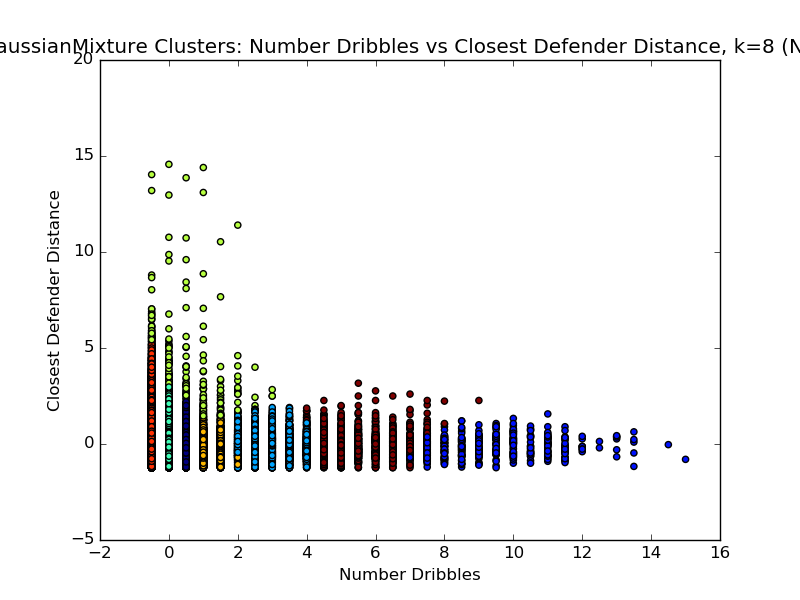 aussianMixture Clusters: Number Dribbles vs Closest Defender Distance, k=8 (N
20
15
10
5
0
−5
Closest Defender Distance
−2 0 2 4 6 8 10 12 14 16
Number Dribbles